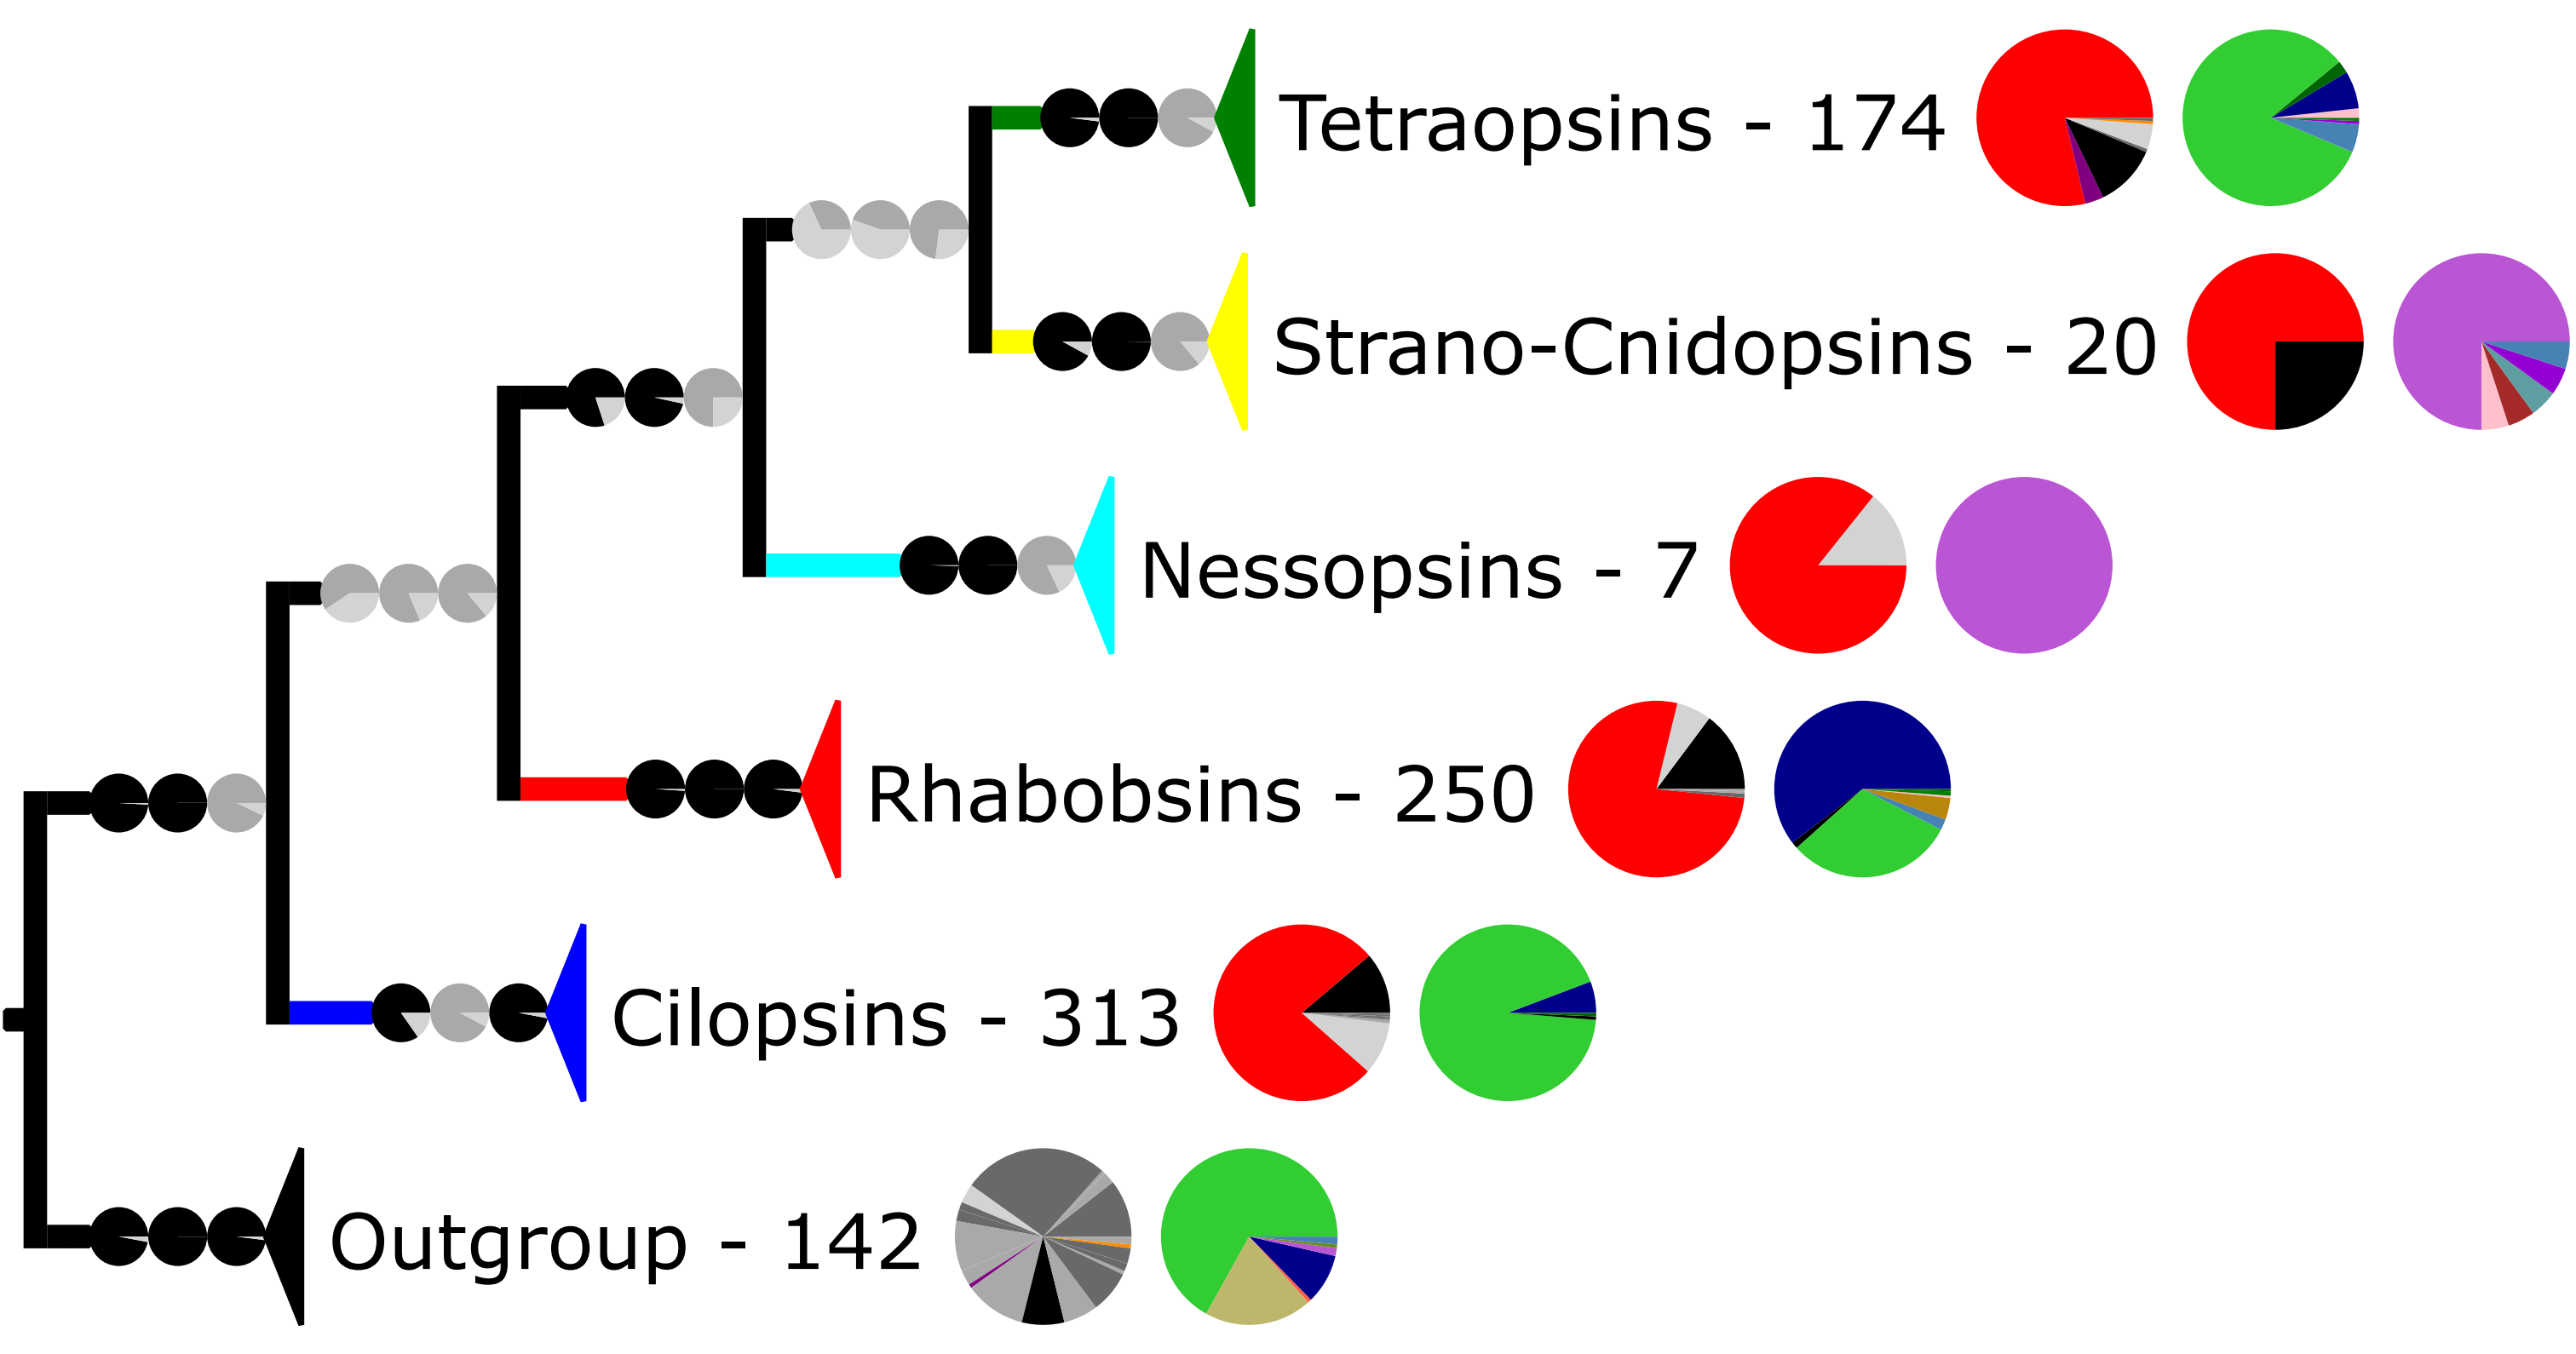 Tetraopsins - 174
Strano-Cnidopsins - 20
Nessopsins - 7
Rhabobsins - 250
Cilopsins - 313
Outgroup - 142